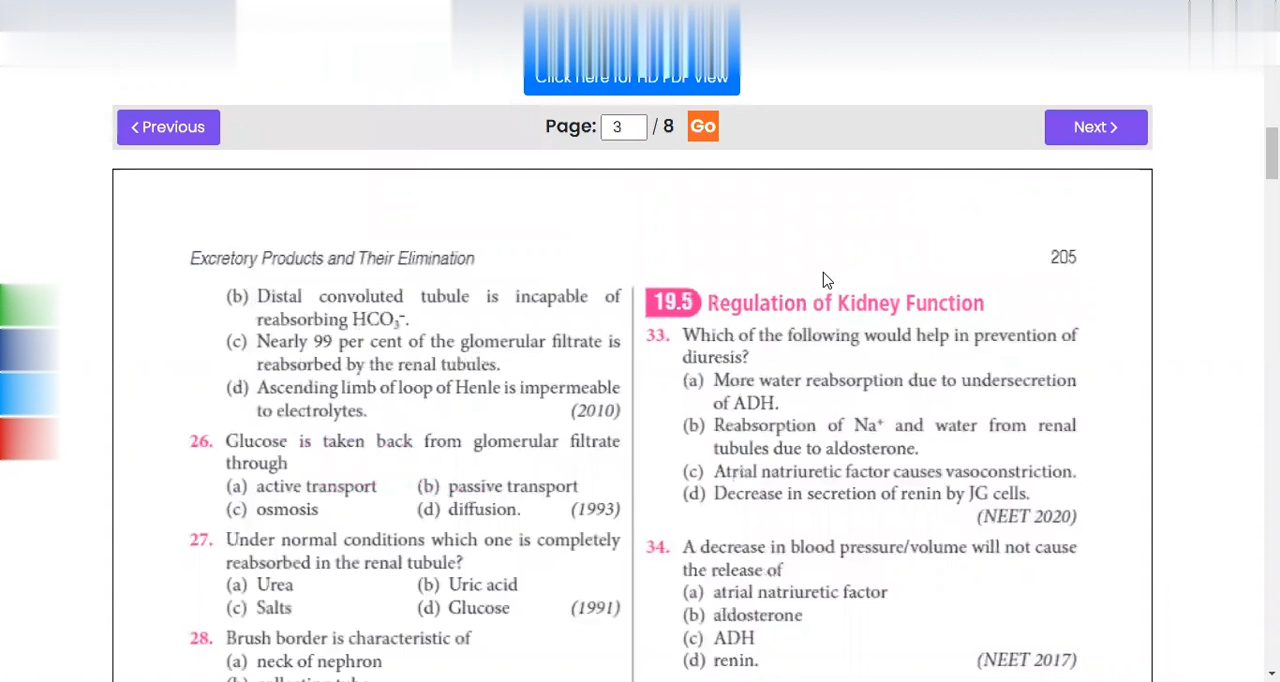 Click here for HD PDF View
Previous
Page: 3 / 8 Go
Next
Excretory Products and Their Elimination
205
(b) Distal convoluted tubule is incapable of
reabsorbing HCO₃⁻.
(c) Nearly 99 per cent of the glomerular filtrate is
reabsorbed by the renal tubules.
(d) Ascending limb of loop of Henle is impermeable
to electrolytes. (2010)
26. Glucose is taken back from glomerular filtrate
through
(a) active transport (b) passive transport
(c) osmosis (d) diffusion. (1993)
27. Under normal conditions which one is completely
reabsorbed in the renal tubule?
(a) Urea (b) Uric acid
(c) Salts (d) Glucose (1991)
28. Brush border is characteristic of
(a) neck of nephron
(b) collecting tube
19.5 Regulation of Kidney Function
33. Which of the following would help in prevention of
diuresis?
(a) More water reabsorption due to undersecretion
of ADH.
(b) Reabsorption of Na⁺ and water from renal
tubules due to aldosterone.
(c) Atrial natriuretic factor causes vasoconstriction.
(d) Decrease in secretion of renin by JG cells.
(NEET 2020)
34. A decrease in blood pressure/volume will not cause
the release of
(a) atrial natriuretic factor
(b) aldosterone
(c) ADH
(d) renin. (NEET 2017)